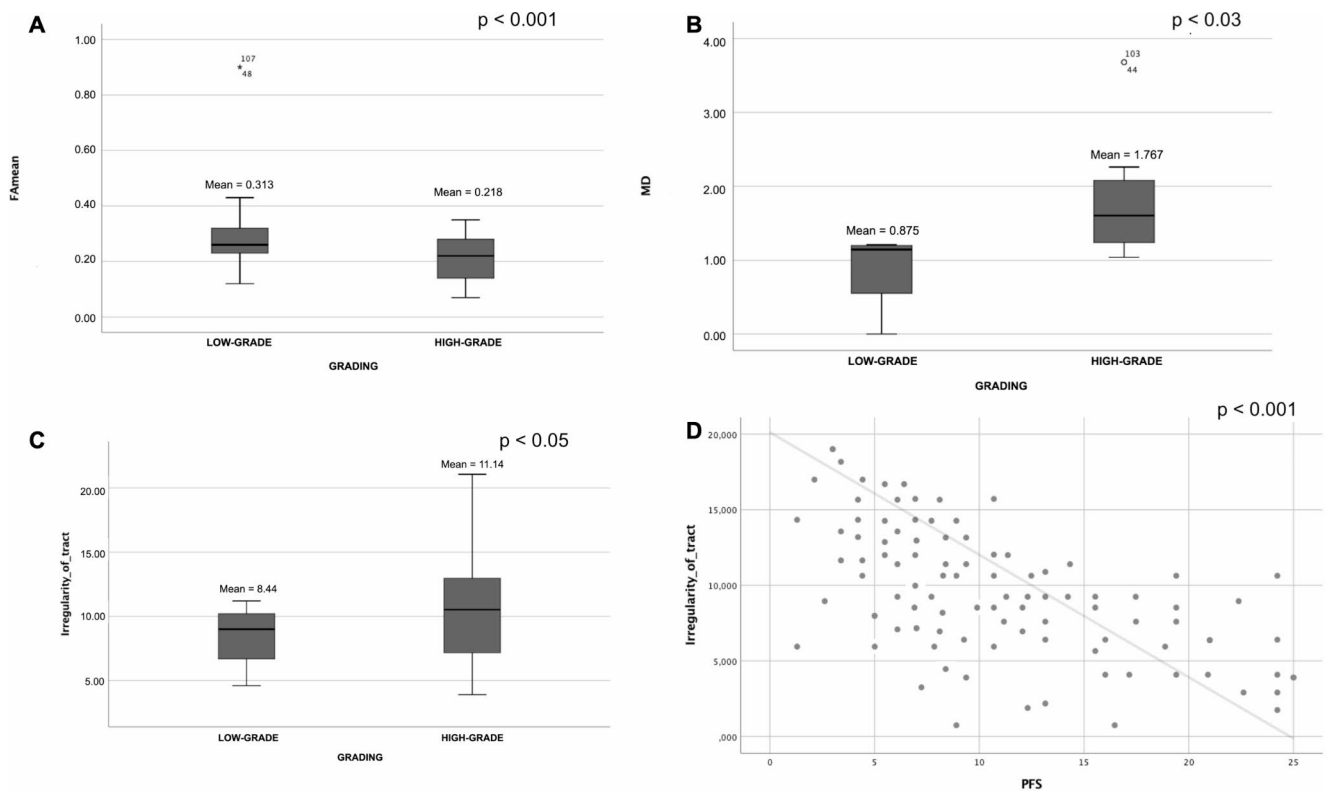 A
p < 0.001
1.00
0.80
0.60
0.40
0.20
0.00
FAmean
107
48
Mean = 0.313
Mean = 0.218
LOW-GRADE
HIGH-GRADE
GRADING
B
p < 0.03
4.00
3.00
2.00
1.00
0.00
MD
103
44
Mean = 0.875
Mean = 1.767
LOW-GRADE
HIGH-GRADE
GRADING
C
p < 0.05
20.00
15.00
10.00
5.00
Irregularity_of_tract
Mean = 8.44
Mean = 11.14
LOW-GRADE
HIGH-GRADE
GRADING
D
p < 0.001
20,000
15,000
10,000
5,000
,000
Irregularity_of_tract
0 5 10 15 20 25
PFS